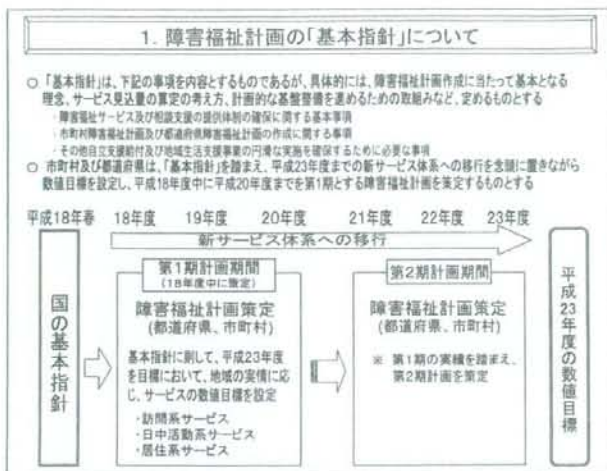 1. 障害福祉計画の「基本指針」について
○ 「基本指針」は、下記の事項を内容とするものであるが、具体的には、障害福祉計画作成に当たって基本となる
理念、サービス見込量の算定の考え方、計画的な基盤整備を進めるための取組みなど、定めるものとする
・障害福祉サービス及び相談支援の提供体制の確保に関する基本事項
・市町村障害福祉計画及び都道府県障害福祉計画の作成に関する事項
・その他自立支援給付及び地域生活支援事業の円滑な実施を確保するために必要な事項
○ 市町村及び都道府県は、「基本指針」を踏まえ、平成23年度までの新サービス体系への移行を念頭に置きながら
数値目標を設定し、平成18年度中に平成20年度までを第1期とする障害福祉計画を策定するものとする
平成18年春 18年度 19年度 20年度 21年度 22年度 23年度
新サービス体系への移行
国の基本指針
第1期計画期間
(18年度中に策定)
障害福祉計画策定
(都道府県、市町村)
基本指針に則して、平成23年度
を目標において、地域の実情に応
じ、サービスの数値目標を設定
・訪問系サービス
・日中活動系サービス
・居住系サービス
第2期計画期間
障害福祉計画策定
(都道府県、市町村)
※ 第1期の実績を踏まえ、
第2期計画を策定
平成23年度の数値目標